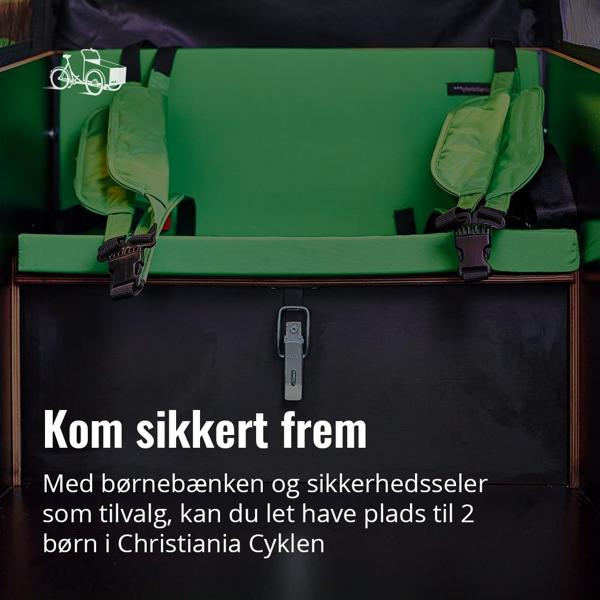 christiania
Kom sikkert frem
Med børnebænken og sikkerhedsseler
som tilvalg, kan du let have plads til 2
børn i Christiania Cyklen